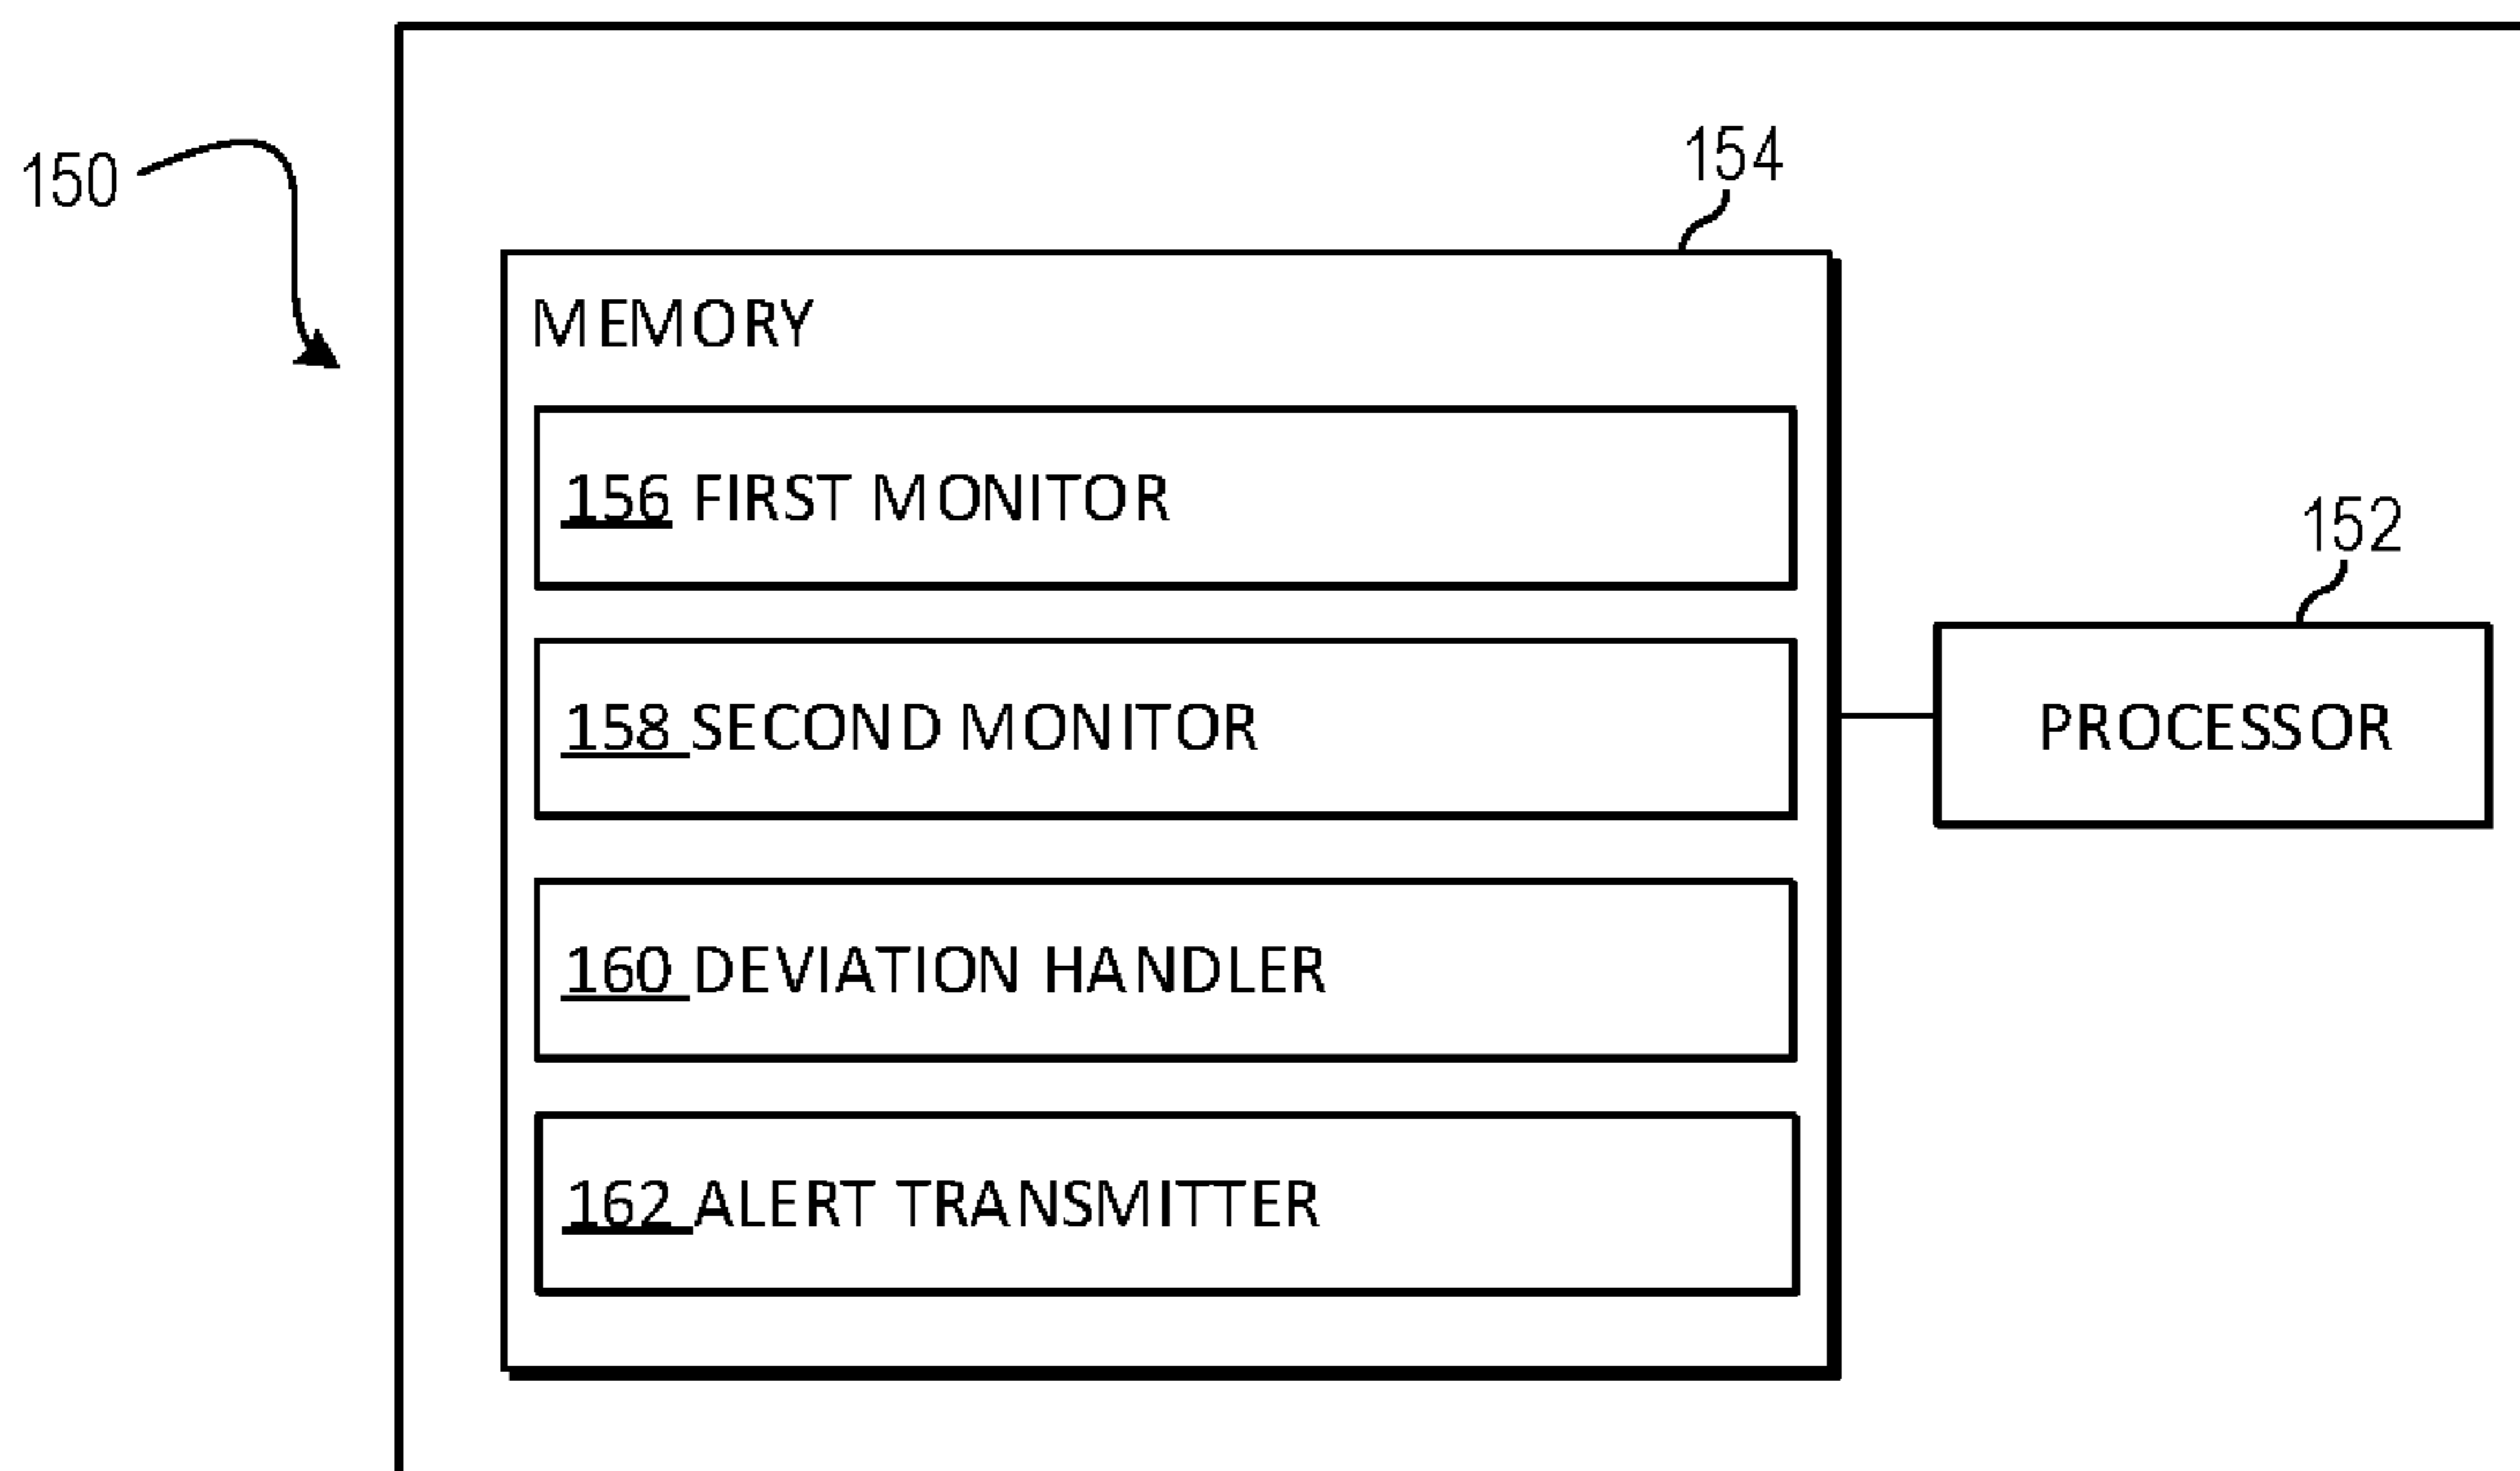 150
154
MEMORY
156 FIRST MONITOR
152
158 SECOND MONITOR
PROCESSOR
160 DEVIATION HANDLER
162 ALERT TRANSMITTER